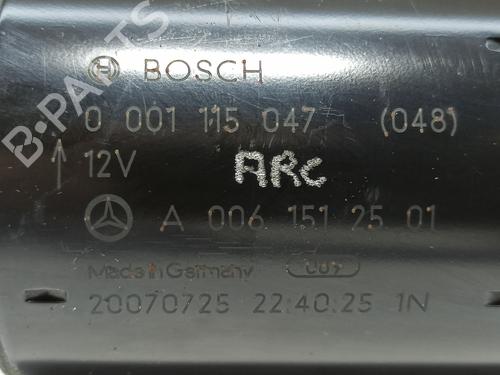 BOSCH
0 001 115 047 (048)
12V ARC
A 006 151 25 01
Made in Germany 009
20070725 22:40:25 1N
B-PARTS